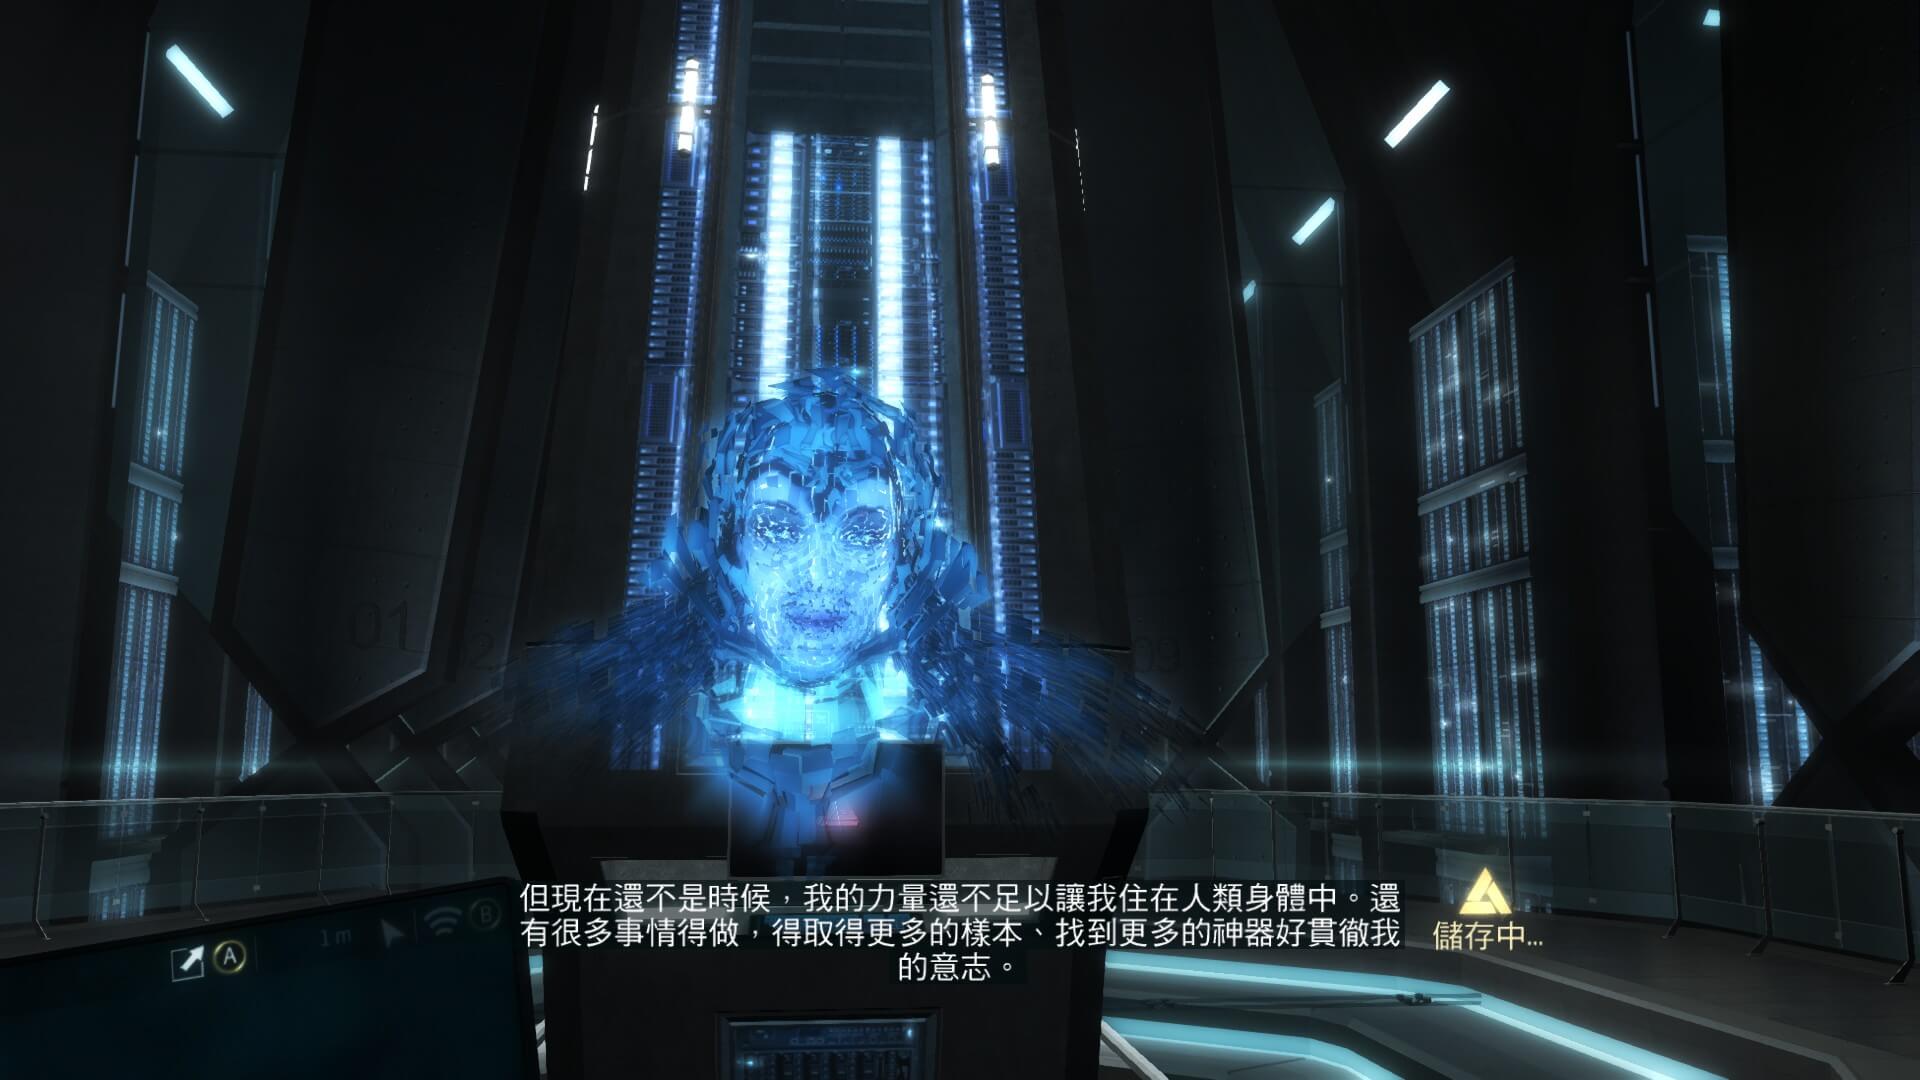 01
2
09
1m
B
A
但現在還不是時候，我的力量還不足以讓我住在人類身體中。還
有很多事情得做，得取得更多的樣本、找到更多的神器好貫徹我
的意志。
儲存中...